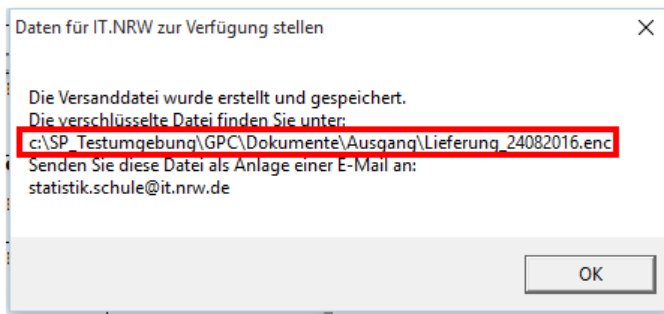 Daten für IT.NRW zur Verfügung stellen
Die Versanddatei wurde erstellt und gespeichert.
Die verschlüsselte Datei finden Sie unter:
c:\SP_Testumgebung\GPC\Dokumente\Ausgang\Lieferung_24082016.enc
Senden Sie diese Datei als Anlage einer E-Mail an:
statistik.schule@it.nrw.de
OK